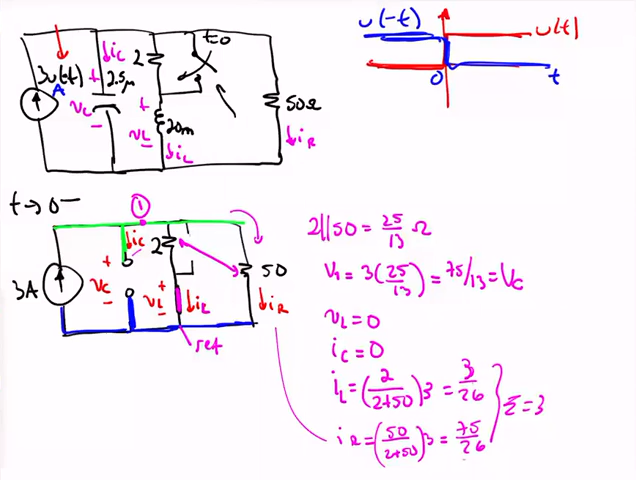 u(-t)
u(t)
0
t
3u(-t)
A
+
ic
2.5μ
vc
-
2
t=0
+
vL
-
20m
iL
50Ω
iR
t→0-
1
3A
+
vc
-
ic
2
+
vL
-
iR
50
iR
ref
2||50 = 25/13 Ω
v1 = 3(25/13) = 75/13 = Vc
vL = 0
ic = 0
iL = (2/(2+50))3 = 3/26
iR = (50/(2+50))3 = 75/26
Σ=3